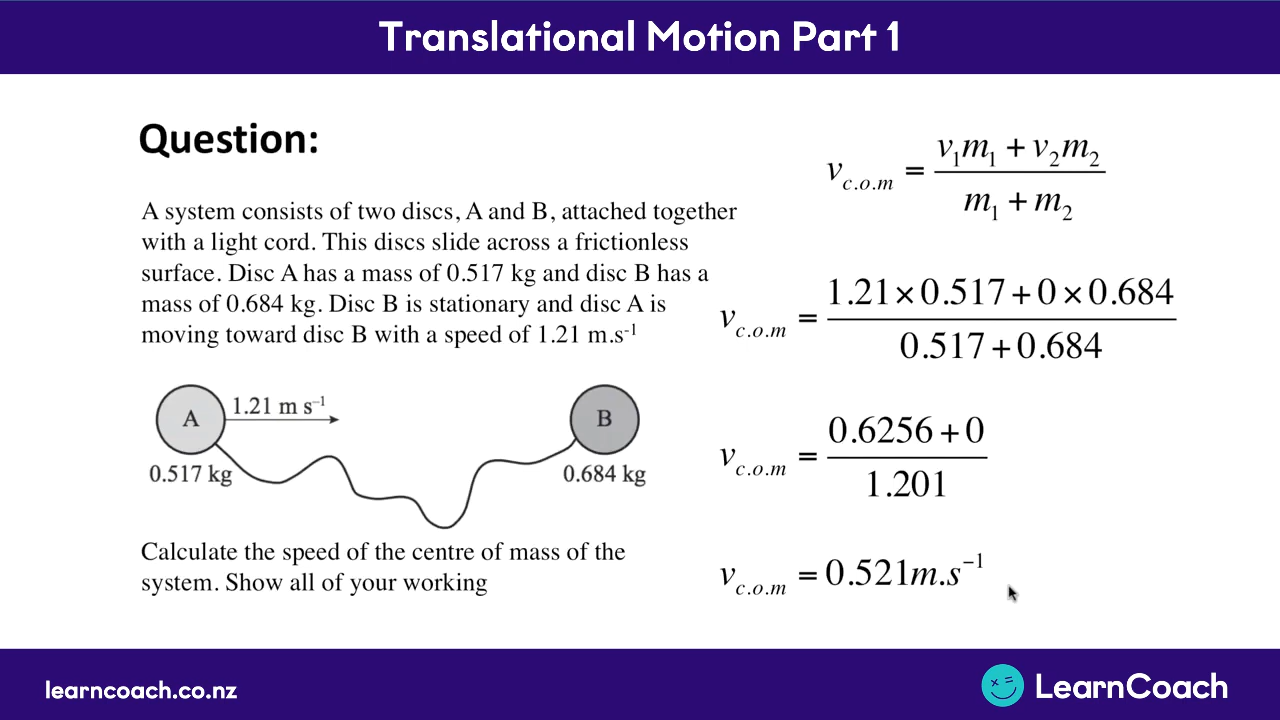 Translational Motion Part 1
Question:
A system consists of two discs, A and B, attached together
with a light cord. This discs slide across a frictionless
surface. Disc A has a mass of 0.517 kg and disc B has a
mass of 0.684 kg. Disc B is stationary and disc A is
moving toward disc B with a speed of 1.21 m.s⁻¹
A
1.21 m s⁻¹
B
0.517 kg
0.684 kg
Calculate the speed of the centre of mass of the
system. Show all of your working
v_c.o.m = (v₁m₁ + v₂m₂) / (m₁ + m₂)
v_c.o.m = (1.21×0.517+0×0.684) / (0.517+0.684)
v_c.o.m = (0.6256+0) / 1.201
v_c.o.m = 0.521m.s⁻¹
learncoach.co.nz
LearnCoach